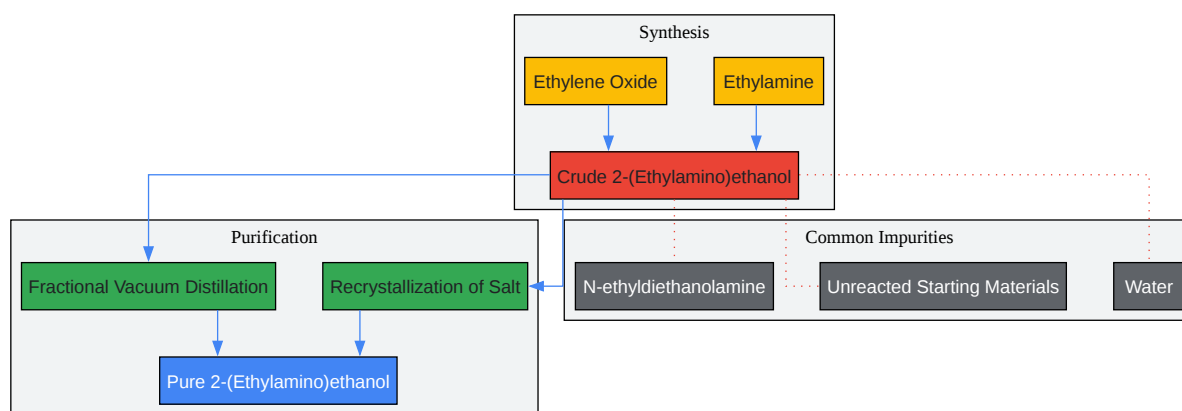 Synthesis
Ethylene Oxide
Ethylamine
Crude 2-(Ethylamino)ethanol
Purification
Common Impurities
Fractional Vacuum Distillation
Recrystallization of Salt
N-ethyldiethanolamine
Unreacted Starting Materials
Water
Pure 2-(Ethylamino)ethanol